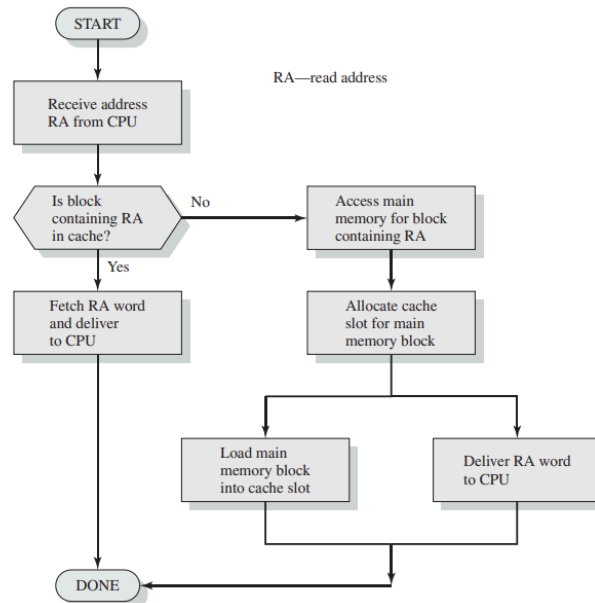 START
RA—read address
Receive address
RA from CPU
Is block
containing RA
in cache?
No
Access main
memory for block
containing RA
Yes
Fetch RA word
and deliver
to CPU
Allocate cache
slot for main
memory block
Load main
memory block
into cache slot
Deliver RA word
to CPU
DONE